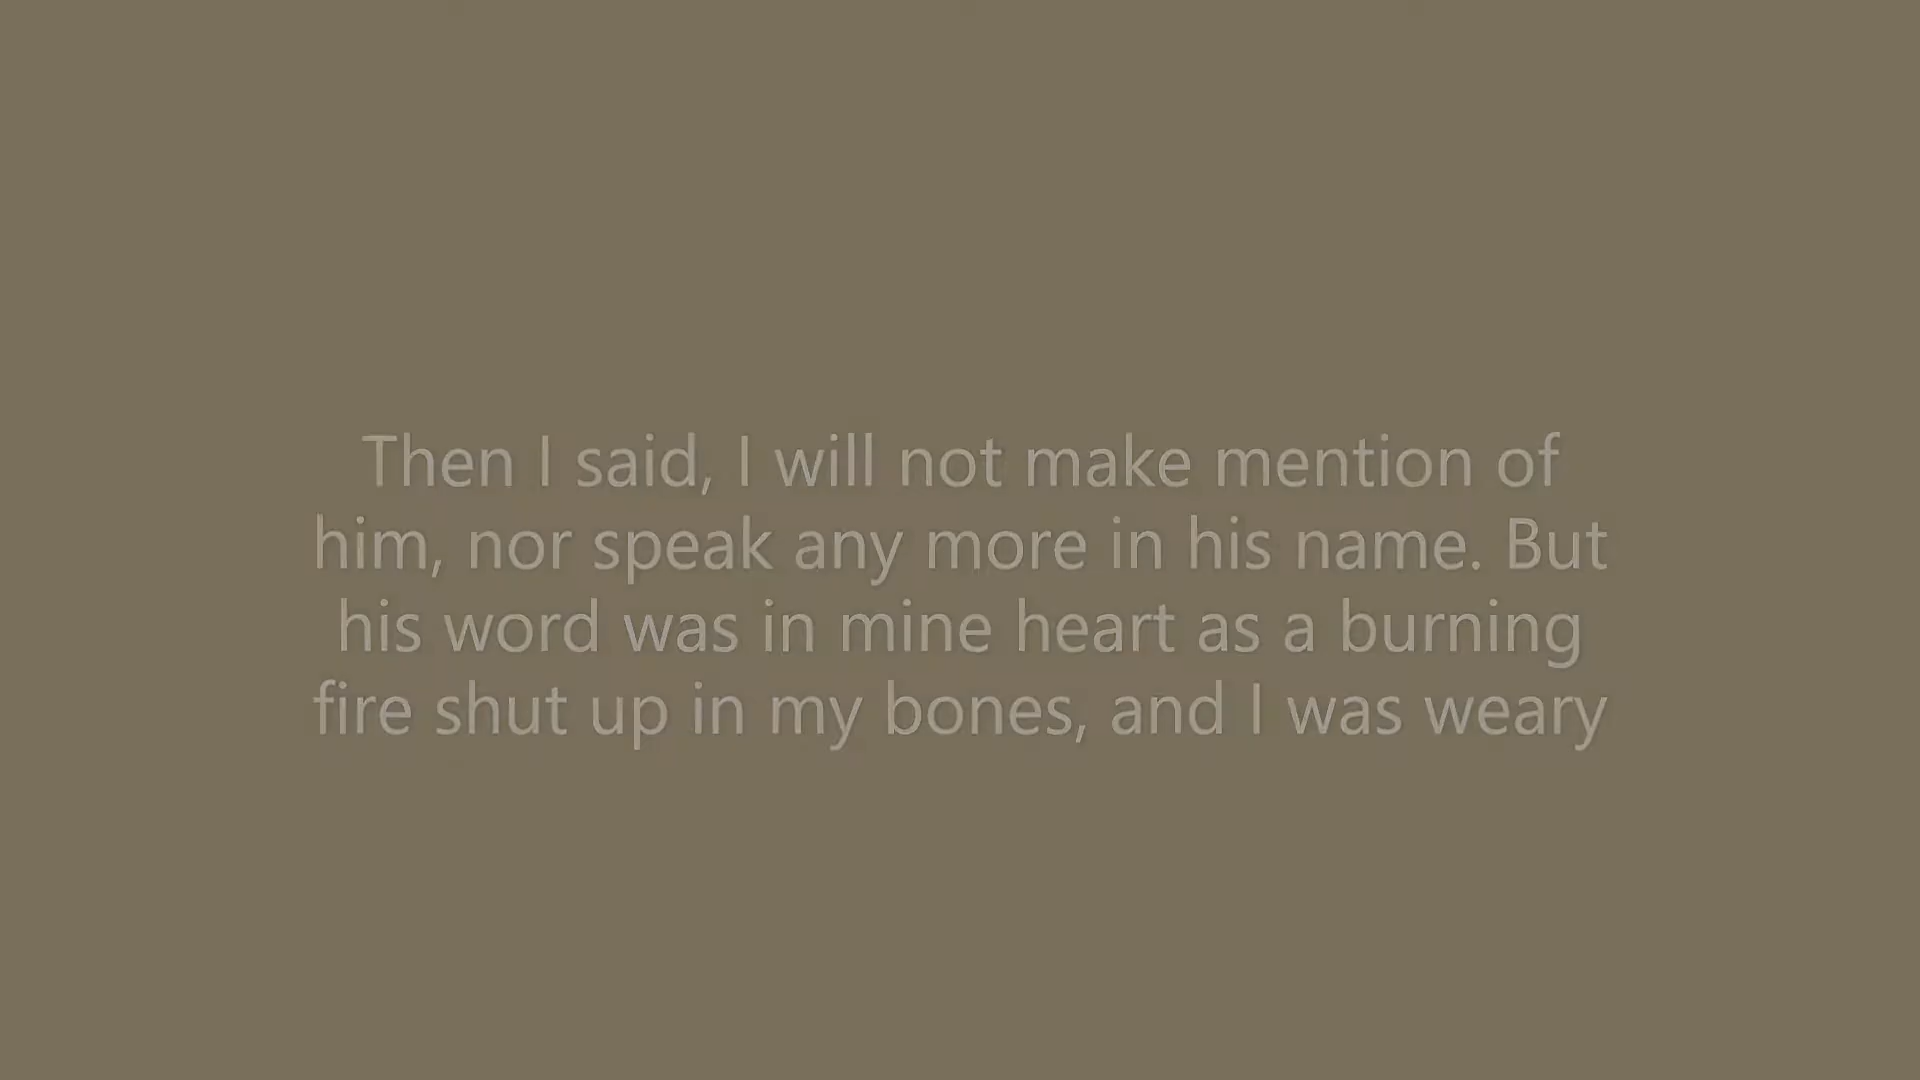 Then I said, I will not make mention of
him, nor speak any more in his name. But
his word was in mine heart as a burning
fire shut up in my bones, and I was weary